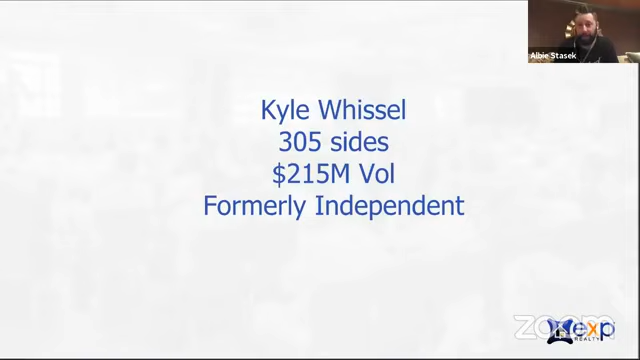 Albie Stasek
Kyle Whissel
305 sides
$215M Vol
Formerly Independent
zoom
exp
REALTY